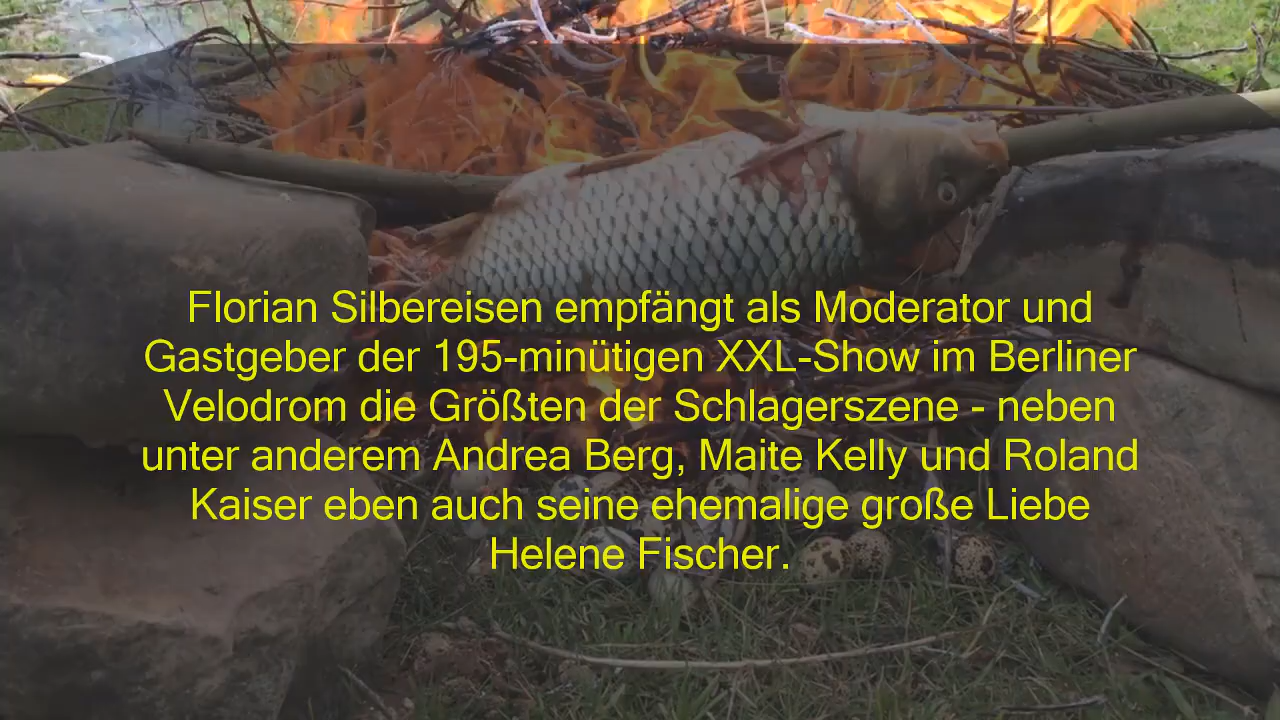 Florian Silbereisen empfängt als Moderator und
Gastgeber der 195-minütigen XXL-Show im Berliner
Velodrom die Größten der Schlagerszene - neben
unter anderem Andrea Berg, Maite Kelly und Roland
Kaiser eben auch seine ehemalige große Liebe
Helene Fischer.